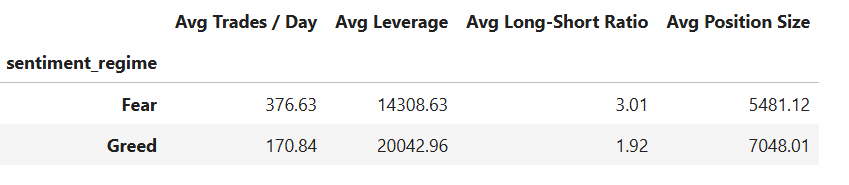 Avg Trades / Day Avg Leverage Avg Long-Short Ratio Avg Position Size
sentiment_regime
Fear 376.63 14308.63 3.01 5481.12
Greed 170.84 20042.96 1.92 7048.01